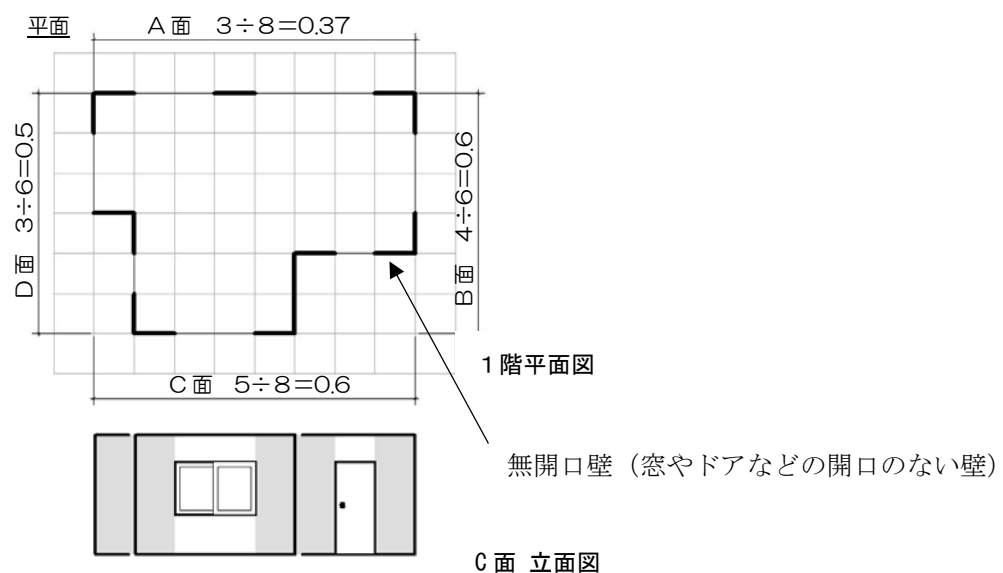 平面
A面 3÷8=0.37
D面 3÷6=0.5
B面 4÷6=0.6
1階平面図
C面 5÷8=0.6
無開口壁（窓やドアなどの開口のない壁）
C面 立面図